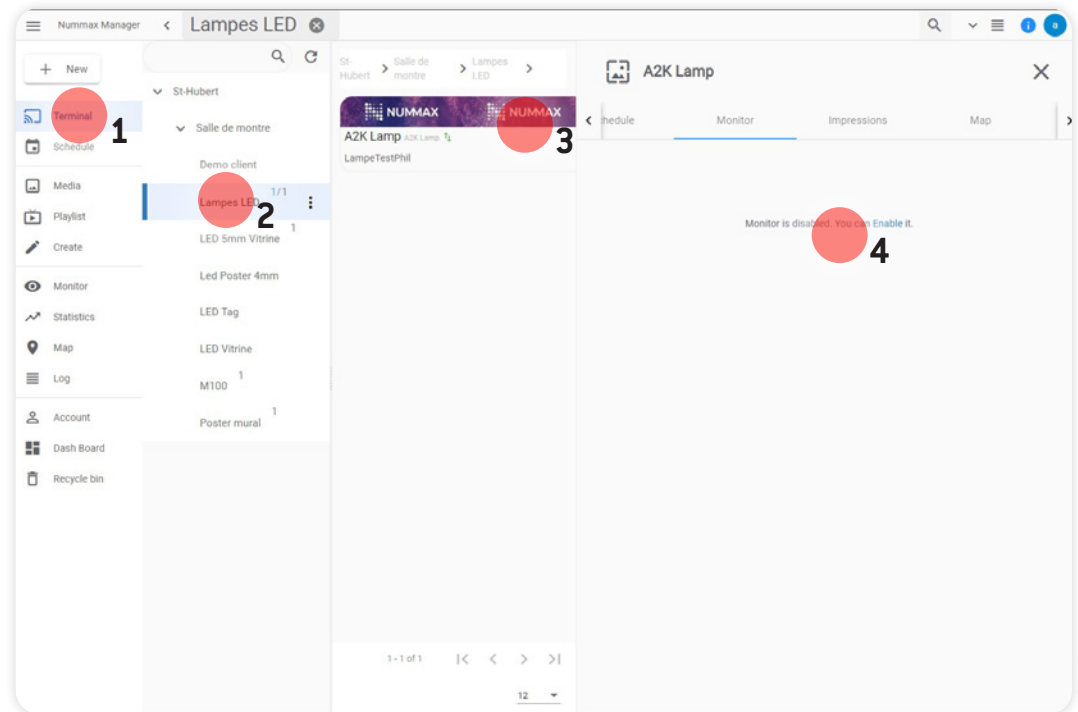 Nummax Manager
Lampes LED
a
New
Terminal
1
Schedule
Media
Playlist
Create
Monitor
Statistics
Map
Log
Account
Dash Board
Recycle bin
St-Hubert
Salle de montre
Demo client
Lampes LED 1/1
2
LED 5mm Vitrine 1
Led Poster 4mm
LED Tag
LED Vitrine
M100 1
Poster mural 1
St-Hubert > Salle de montre > Lampes LED >
NUMMAX NUMMAX
3
A2K Lamp A2K Lamp
LampeTestPhil
1 - 1 of 1
12
A2K Lamp
hedule Monitor Impressions Map
Monitor is disabled. You can Enable it.
4